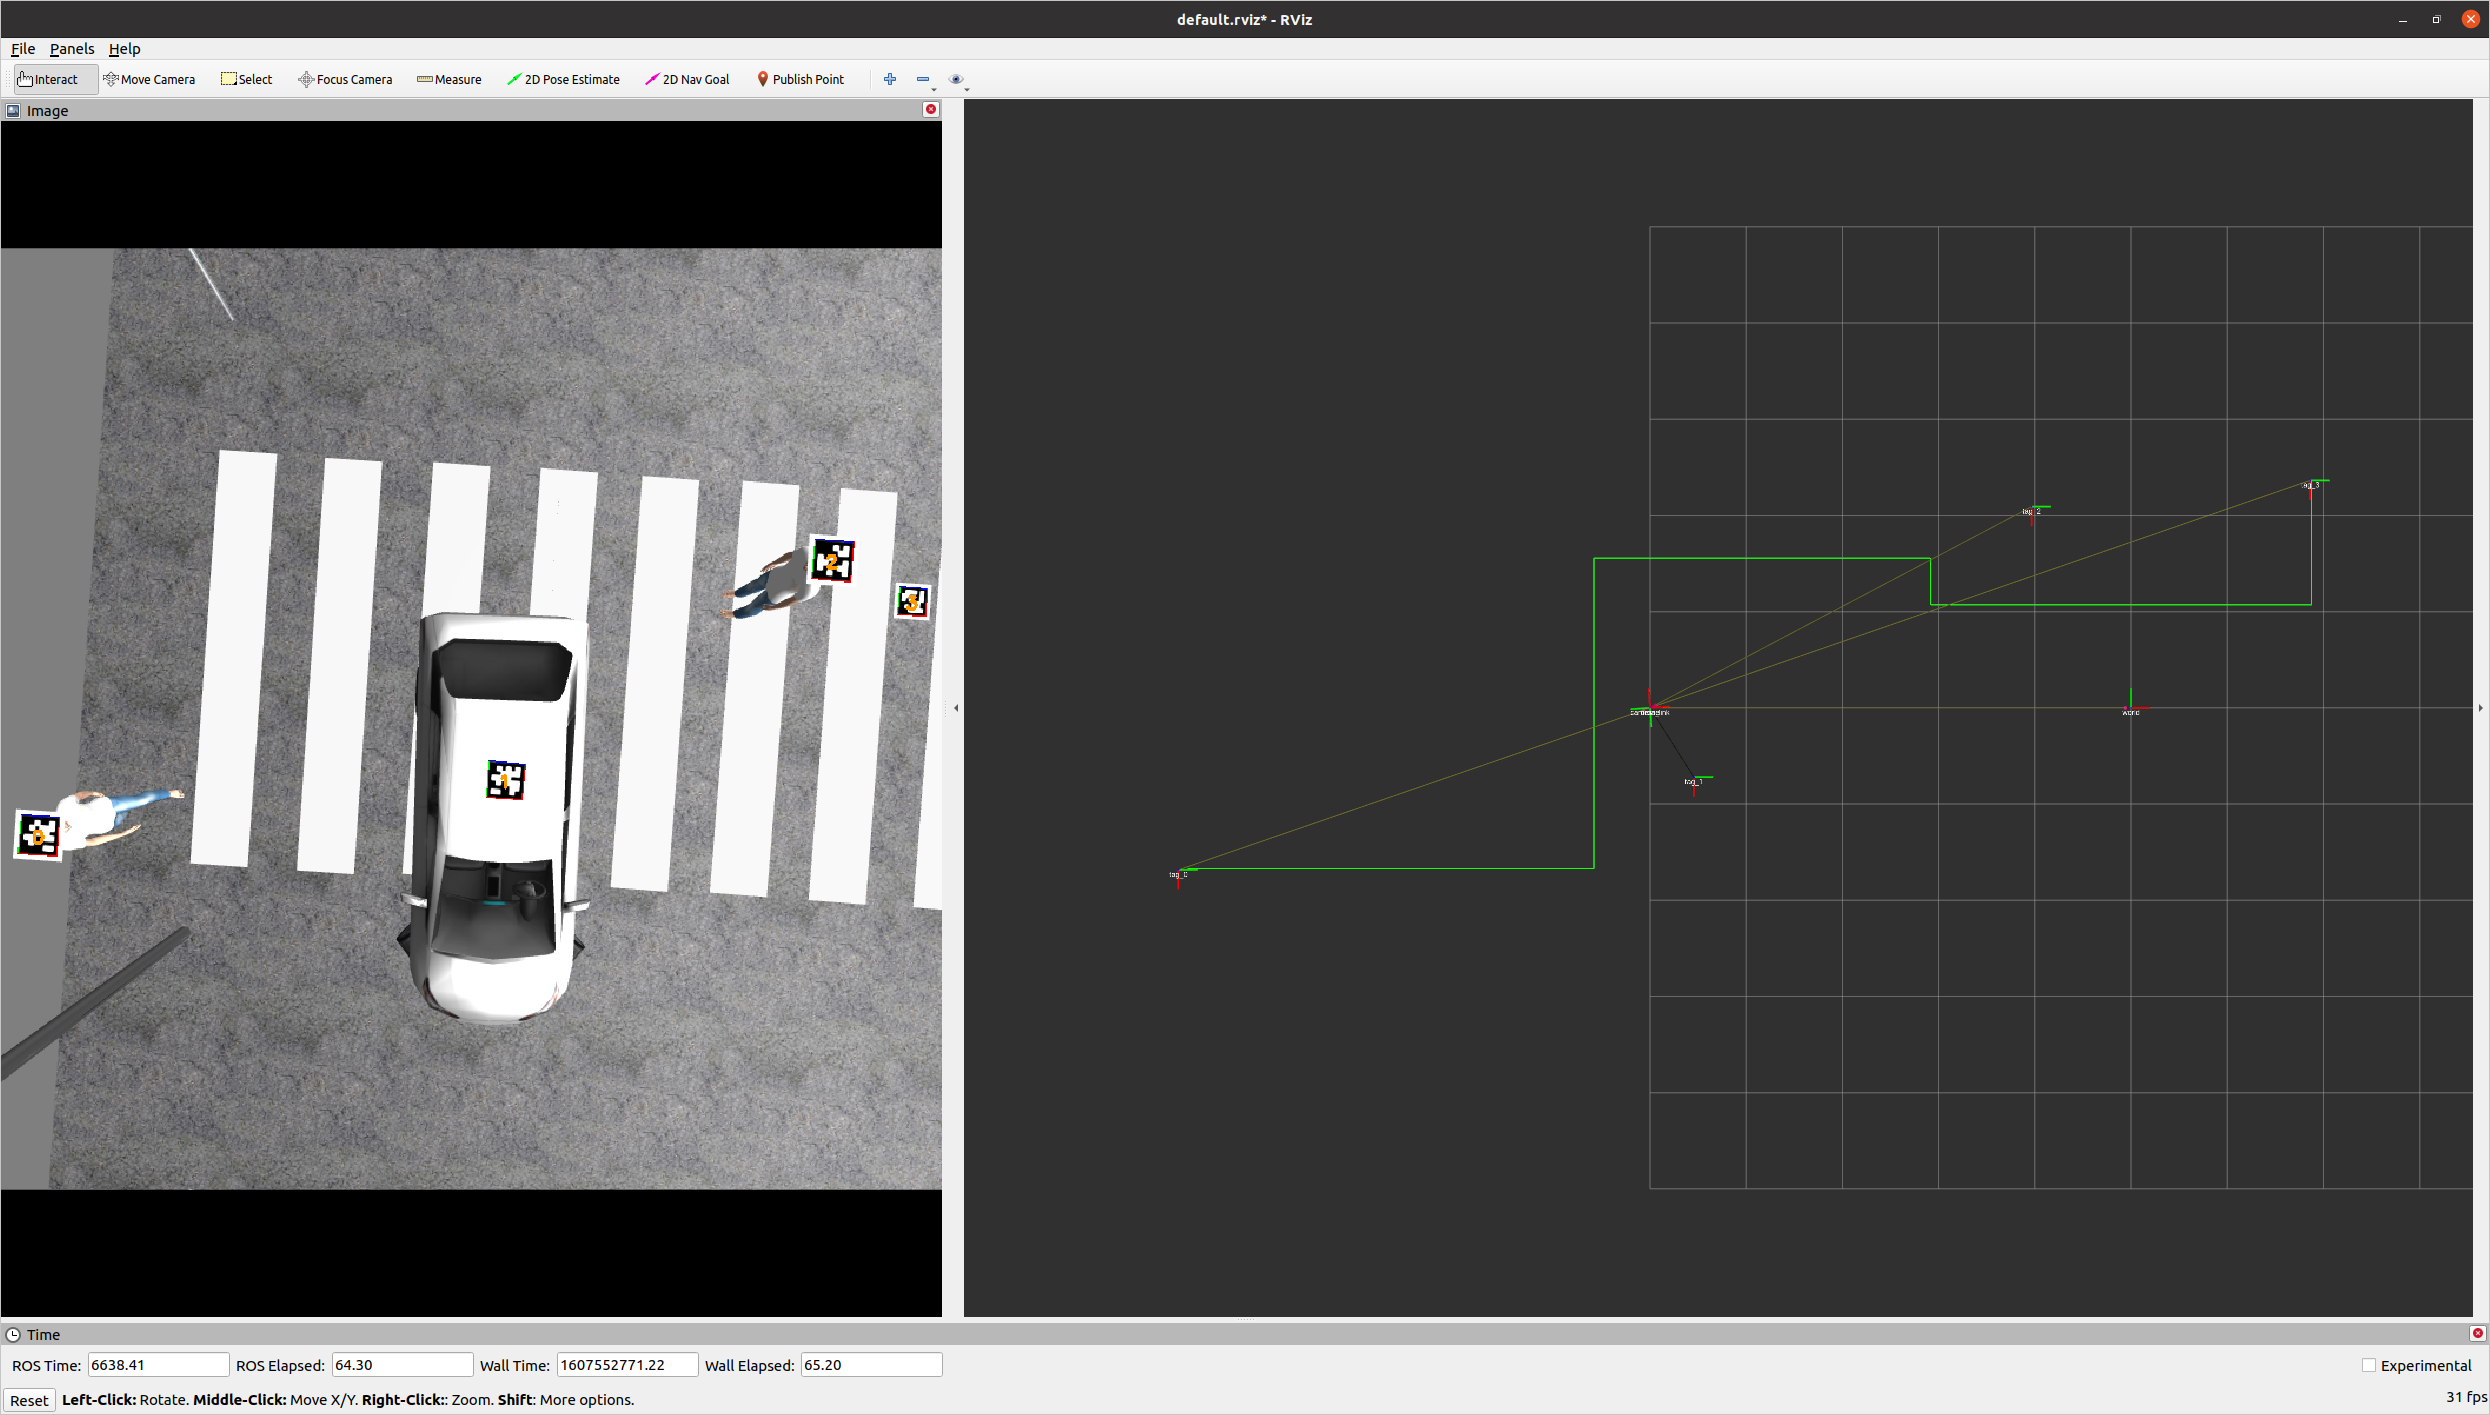 default.rviz* - RViz
File Panels Help
Interact Move Camera Select Focus Camera Measure 2D Pose Estimate 2D Nav Goal Publish Point
Image
2
3
1
0
tag_3
tag_2
world
tag_1
tag_0
Time
ROS Time: 6638.41 ROS Elapsed: 64.30 Wall Time: 1607552771.22 Wall Elapsed: 65.20 Experimental
Reset Left-Click: Rotate. Middle-Click: Move X/Y. Right-Click:: Zoom. Shift: More options. 31 fps